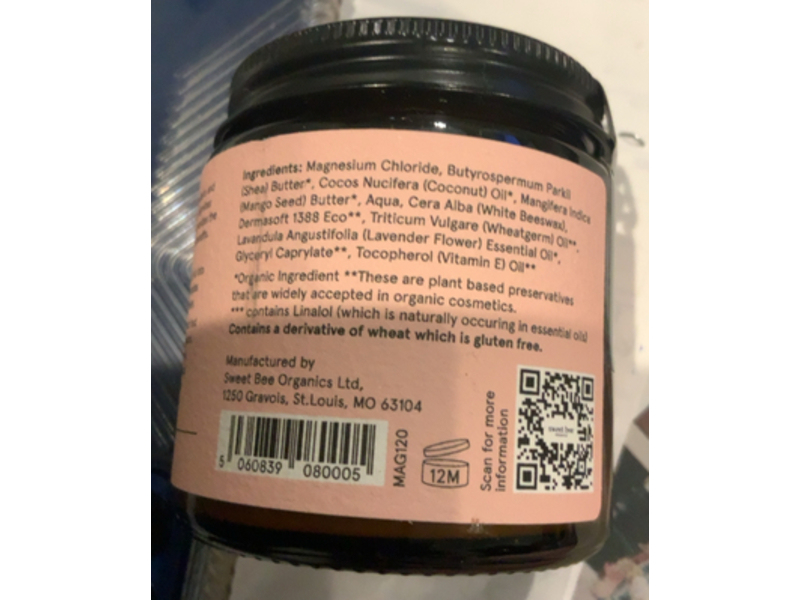 Ingredients: Magnesium Chloride, Butyrospermum Parkii
(Shea) Butter*, Cocos Nucifera (Coconut) Oil*, Mangifera Indica
(Mango Seed) Butter*, Aqua, Cera Alba (White Beeswax),
Dermasoft 1388 Eco**, Triticum Vulgare (Wheatgerm) Oil**,
Lavandula Angustifolia (Lavender Flower) Essential Oil*,
Glyceryl Caprylate**, Tocopherol (Vitamin E) Oil**
*Organic Ingredient **These are plant based preservatives
that are widely accepted in organic cosmetics.
*** contains Linalol (which is naturally occuring in essential oils)
Contains a derivative of wheat which is gluten free.
Manufactured by
Sweet Bee Organics Ltd,
1250 Gravois, St.Louis, MO 63104
5 060839 080005
MAG120
12M
Scan for more
information
sweet bee